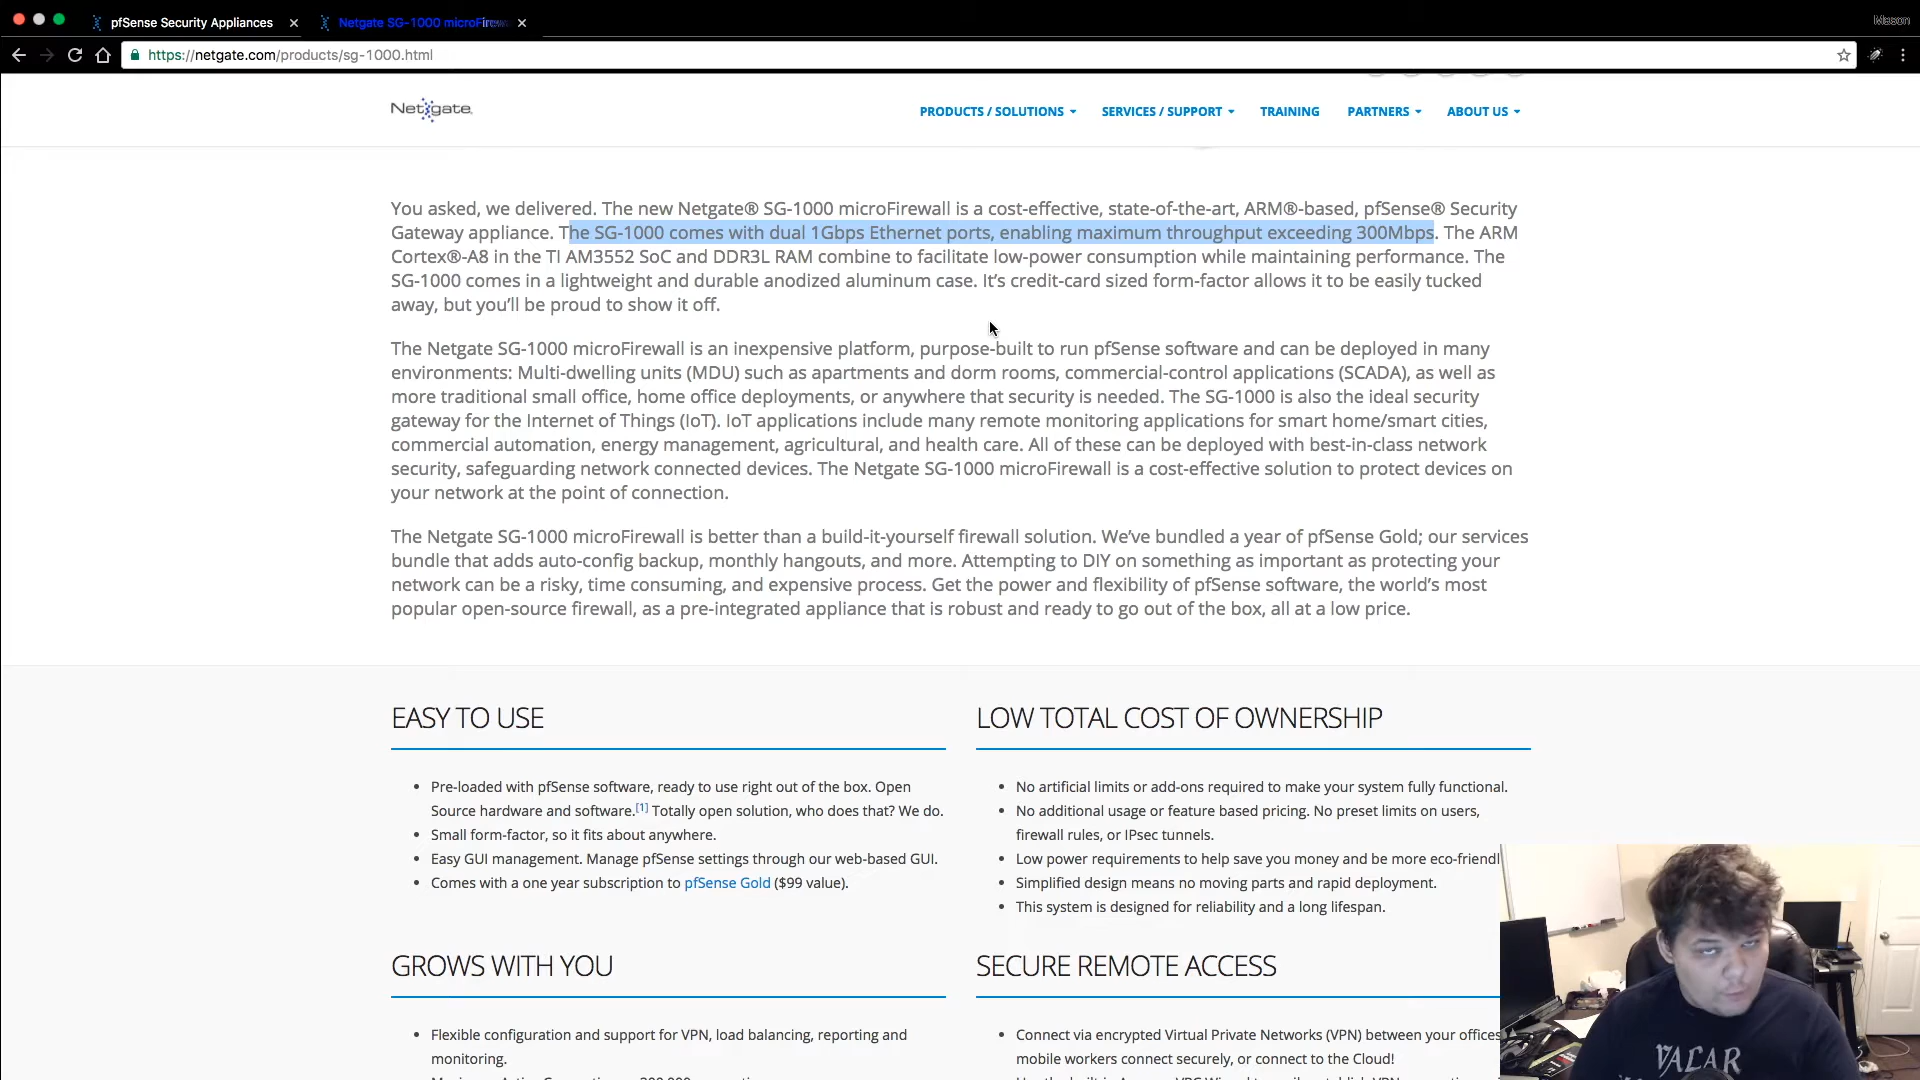 pfSense Security Appliances
Netgate SG-1000 microFirew
Mason
https://netgate.com/products/sg-1000.html
Netgate
PRODUCTS / SOLUTIONS
SERVICES / SUPPORT
TRAINING
PARTNERS
ABOUT US
You asked, we delivered. The new Netgate® SG-1000 microFirewall is a cost-effective, state-of-the-art, ARM®-based, pfSense® Security
Gateway appliance. The SG-1000 comes with dual 1Gbps Ethernet ports, enabling maximum throughput exceeding 300Mbps. The ARM
Cortex®-A8 in the TI AM3552 SoC and DDR3L RAM combine to facilitate low-power consumption while maintaining performance. The
SG-1000 comes in a lightweight and durable anodized aluminum case. It’s credit-card sized form-factor allows it to be easily tucked
away, but you’ll be proud to show it off.
The Netgate SG-1000 microFirewall is an inexpensive platform, purpose-built to run pfSense software and can be deployed in many
environments: Multi-dwelling units (MDU) such as apartments and dorm rooms, commercial-control applications (SCADA), as well as
more traditional small office, home office deployments, or anywhere that security is needed. The SG-1000 is also the ideal security
gateway for the Internet of Things (IoT). IoT applications include many remote monitoring applications for smart home/smart cities,
commercial automation, energy management, agricultural, and health care. All of these can be deployed with best-in-class network
security, safeguarding network connected devices. The Netgate SG-1000 microFirewall is a cost-effective solution to protect devices on
your network at the point of connection.
The Netgate SG-1000 microFirewall is better than a build-it-yourself firewall solution. We’ve bundled a year of pfSense Gold; our services
bundle that adds auto-config backup, monthly hangouts, and more. Attempting to DIY on something as important as protecting your
network can be a risky, time consuming, and expensive process. Get the power and flexibility of pfSense software, the world’s most
popular open-source firewall, as a pre-integrated appliance that is robust and ready to go out of the box, all at a low price.
EASY TO USE
Pre-loaded with pfSense software, ready to use right out of the box. Open
Source hardware and software.[1] Totally open solution, who does that? We do.
Small form-factor, so it fits about anywhere.
Easy GUI management. Manage pfSense settings through our web-based GUI.
Comes with a one year subscription to pfSense Gold ($99 value).
LOW TOTAL COST OF OWNERSHIP
No artificial limits or add-ons required to make your system fully functional.
No additional usage or feature based pricing. No preset limits on users,
firewall rules, or IPsec tunnels.
Low power requirements to help save you money and be more eco-friendl
Simplified design means no moving parts and rapid deployment.
This system is designed for reliability and a long lifespan.
GROWS WITH YOU
Flexible configuration and support for VPN, load balancing, reporting and
monitoring.
SECURE REMOTE ACCESS
Connect via encrypted Virtual Private Networks (VPN) between your offices
mobile workers connect securely, or connect to the Cloud!
VALAR